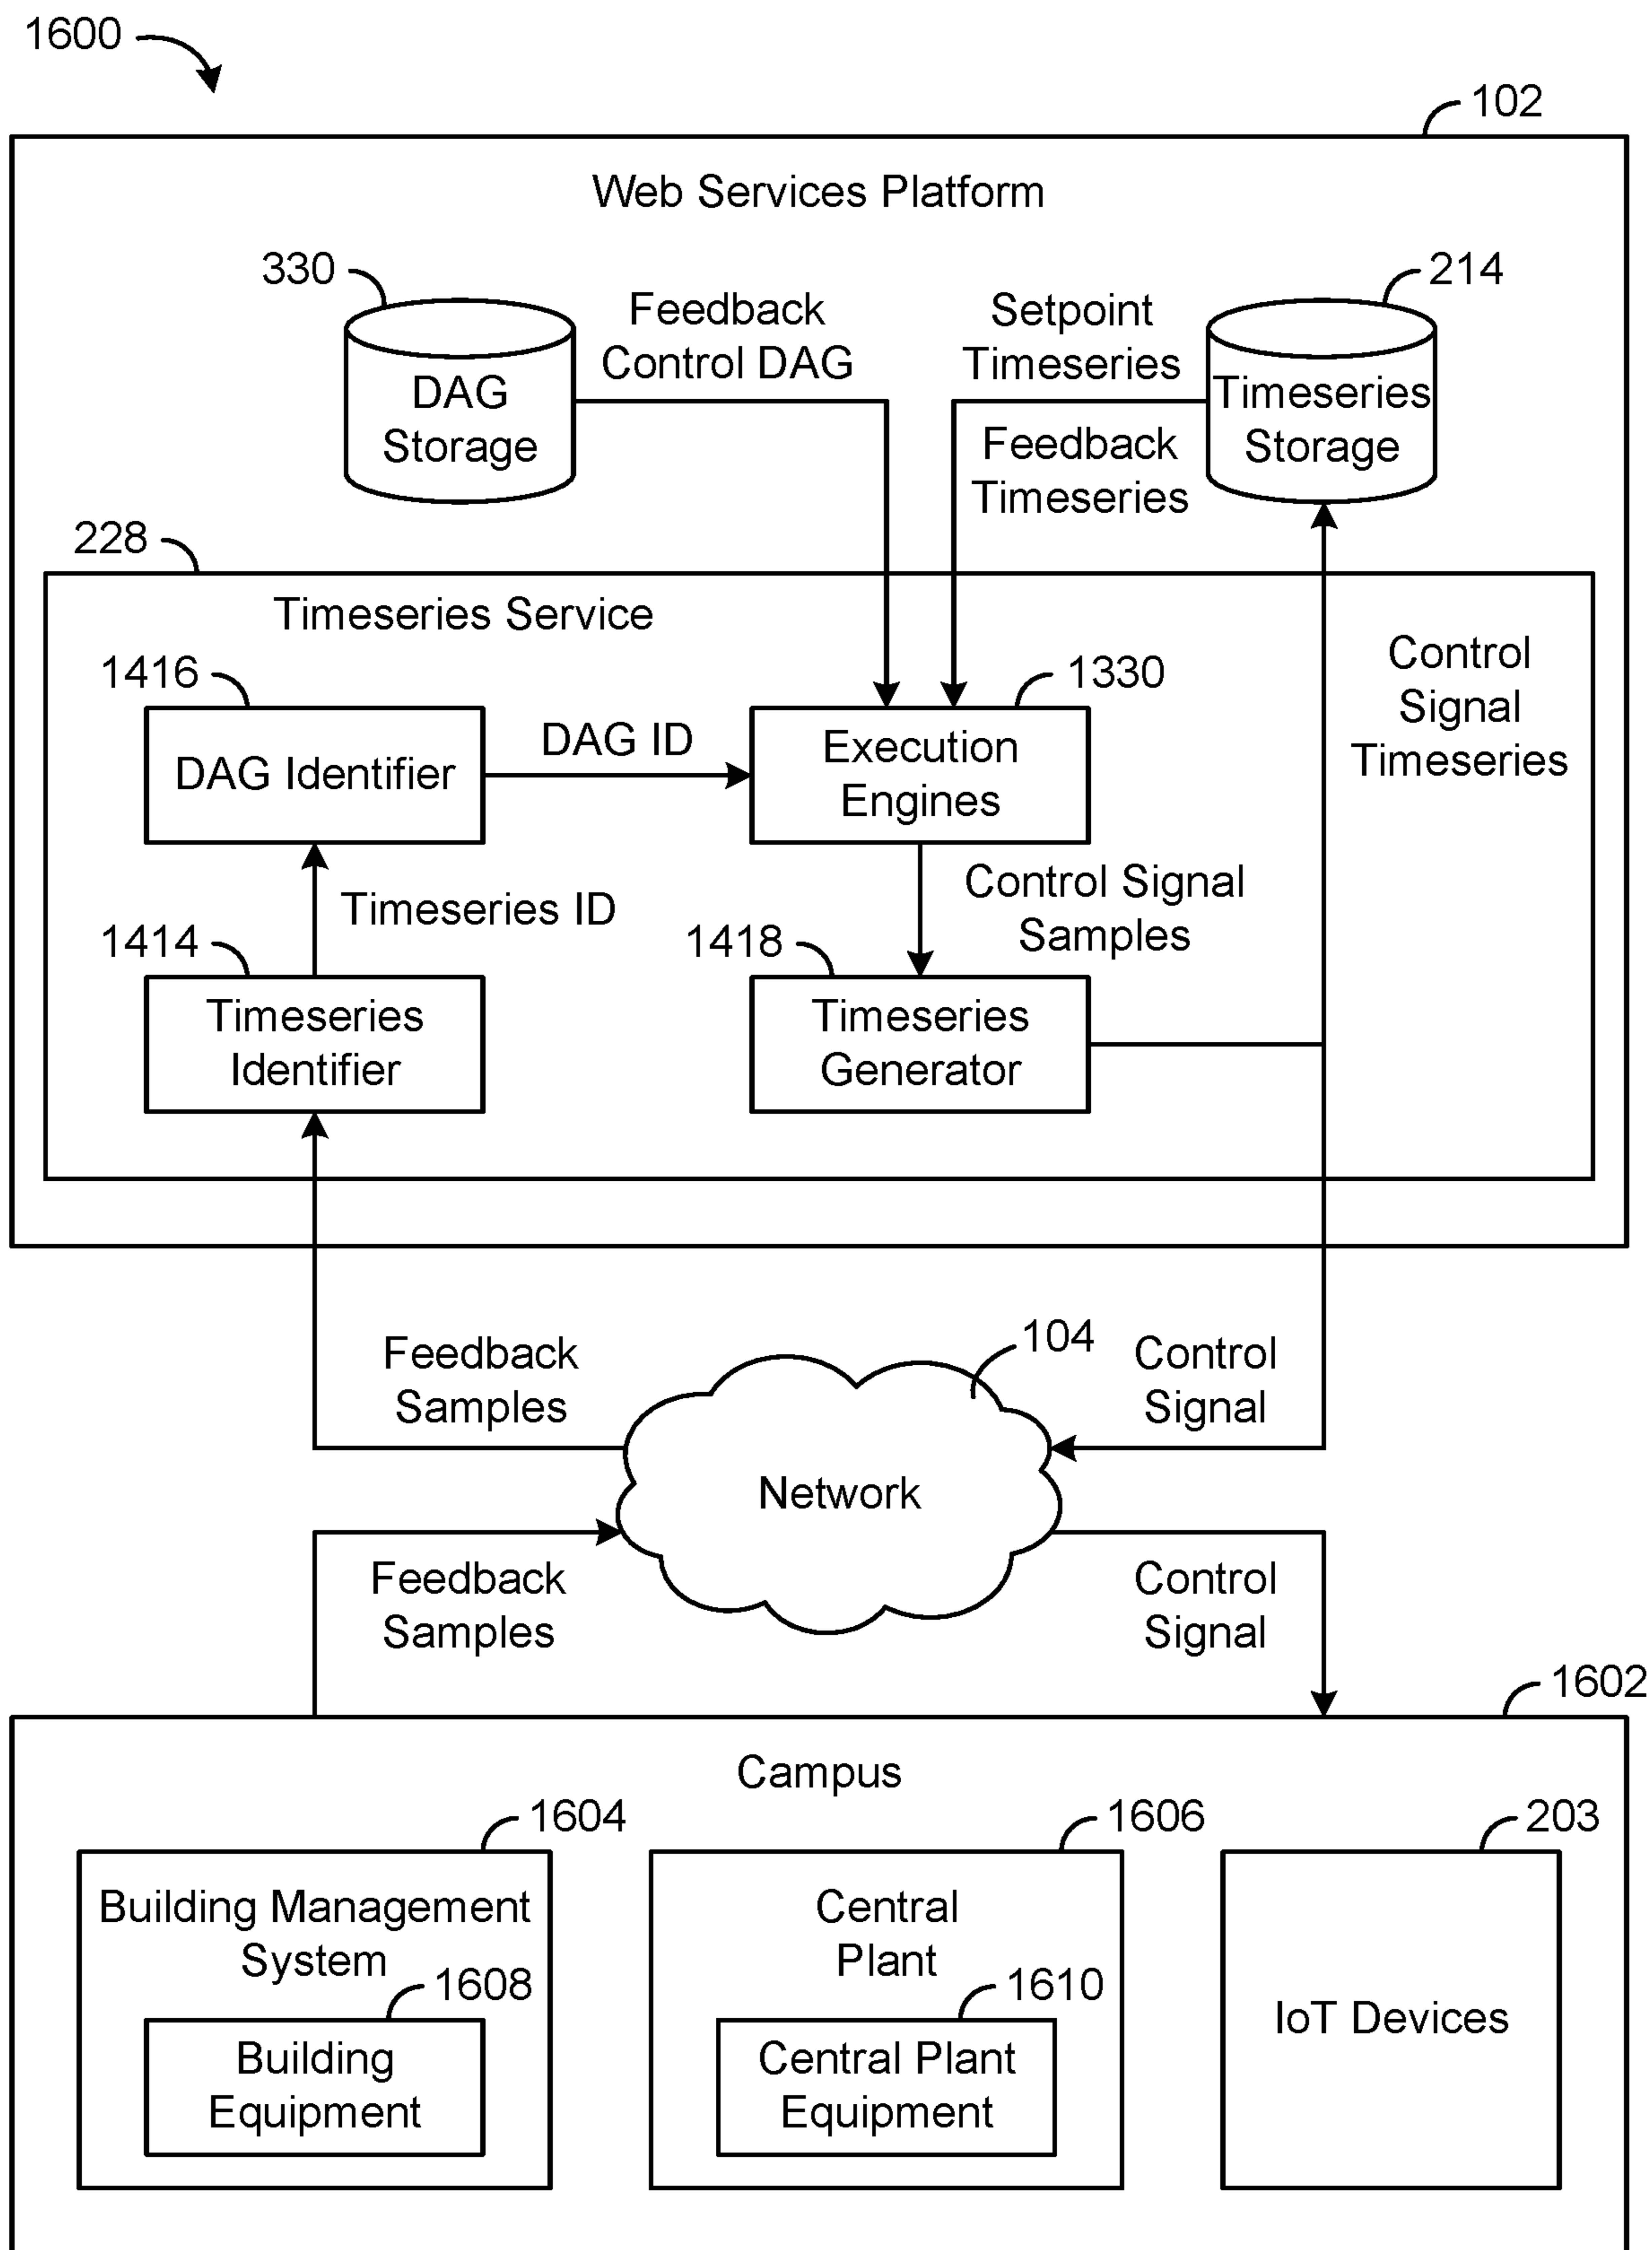 1600
102
Web Services Platform
330
214
Feedback
Control DAG
Setpoint
Timeseries
DAG
Storage
Timeseries
Storage
Feedback
Timeseries
228
Timeseries Service
Control
Signal
Timeseries
1416
1330
DAG Identifier
DAG ID
Execution
Engines
Timeseries ID
Control Signal
Samples
1414
1418
Timeseries
Identifier
Timeseries
Generator
Feedback
Samples
104
Control
Signal
Network
Feedback
Samples
Control
Signal
1602
Campus
1604
1606
203
Building Management
System
Central
Plant
1608
1610
IoT Devices
Building
Equipment
Central Plant
Equipment